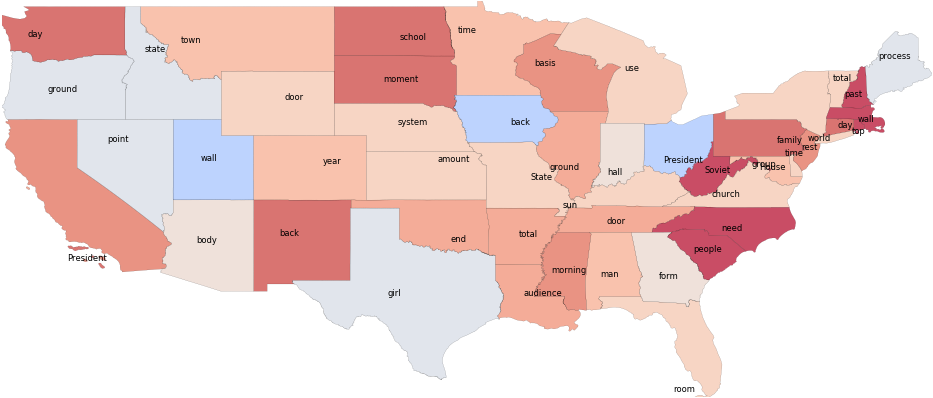 time
day
school
town
state
process
basis
use
moment
total
ground
past
door
wall
back
system
day
top
point
world
family
rest
time
wall
amount
year
President
group
House
ground
Soviet
hall
State
church
sun
door
need
total
end
back
body
people
President
morning
man
form
girl
audience
room